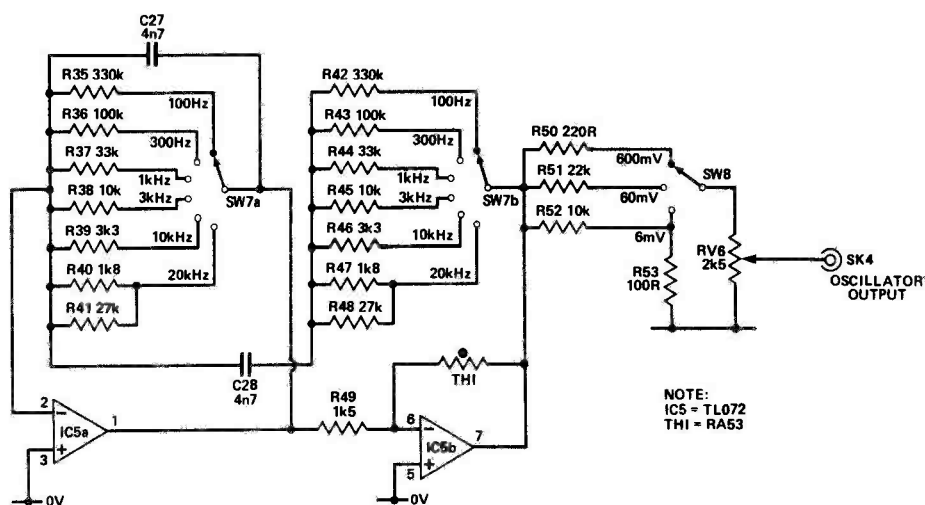 C27
4n7
R35 330k
100Hz
R36 100k
300Hz
R37 33k
1kHz
R38 10k
3kHz
SW7a
R39 3k3
10kHz
R40 1k8
20kHz
R41 27k
R42 330k
100Hz
R43 100k
300Hz
R44 33k
1kHz
R45 10k
3kHz
SW7b
R46 3k3
10kHz
R47 1k8
20kHz
R48 27k
R50 220R
600mV
SW8
R51 22k
60mV
R52 10k
6mV
R53
100R
RV6
2k5
SK4
OSCILLATOR
OUTPUT
C28
4n7
THI
R49
1k5
2
-
IC5a
1
+
3
0V
6
-
IC5b
7
+
5
0V
NOTE:
IC5 = TL072
THI = RA53